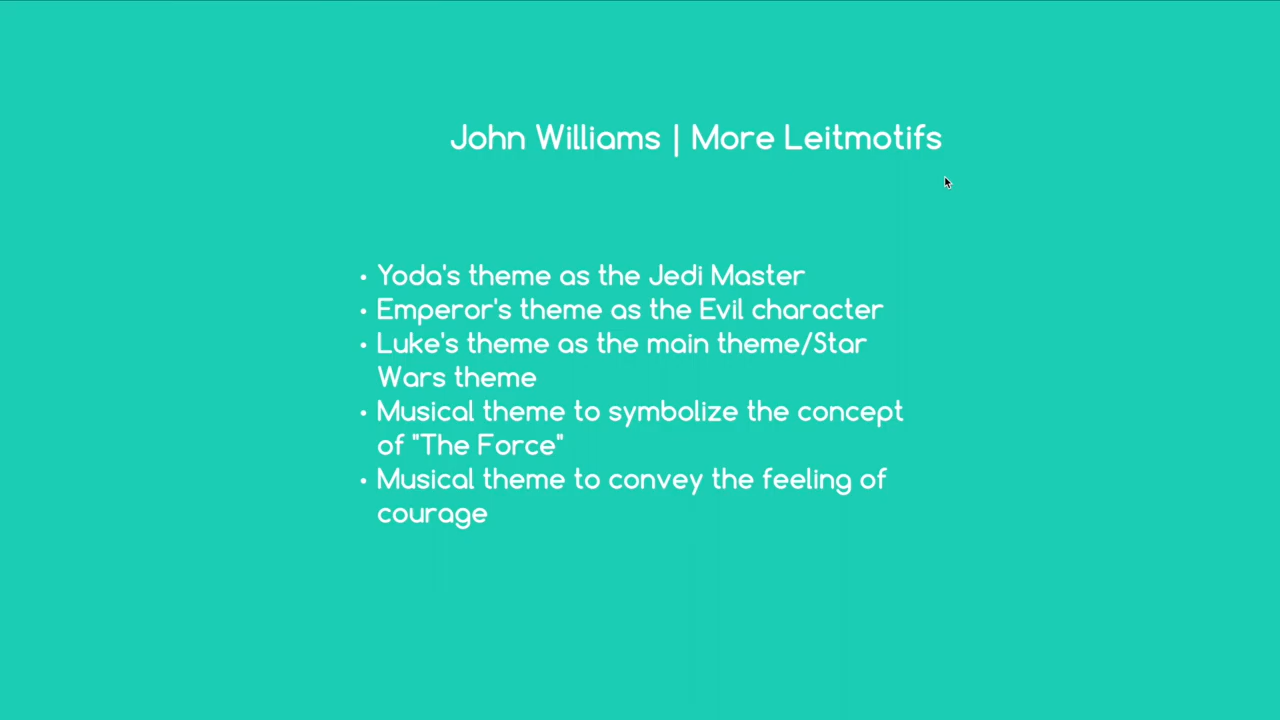 John Williams | More Leitmotifs
• Yoda's theme as the Jedi Master
• Emperor's theme as the Evil character
• Luke's theme as the main theme/Star
Wars theme
• Musical theme to symbolize the concept
of "The Force"
• Musical theme to convey the feeling of
courage